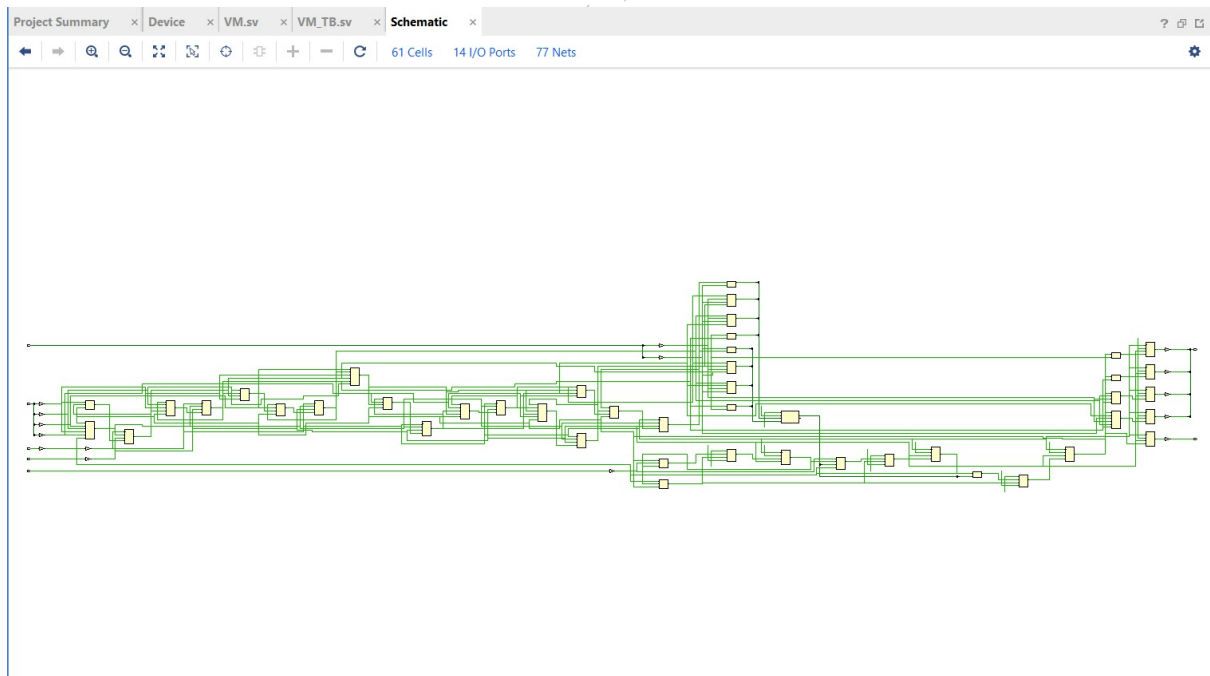 Project Summary × Device × VM.sv × VM_TB.sv × Schematic × ?
61 Cells 14 I/O Ports 77 Nets